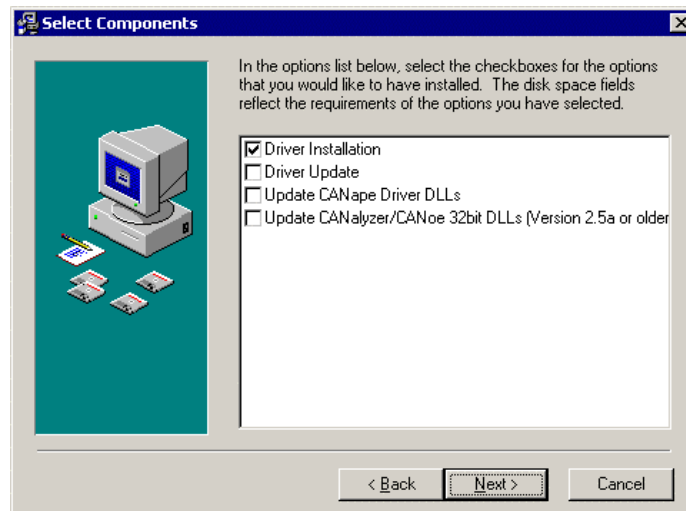 Select Components
In the options list below, select the checkboxes for the options
that you would like to have installed. The disk space fields
reflect the requirements of the options you have selected.
Driver Installation
Driver Update
Update CANape Driver DLLs
Update CANalyzer/CANoe 32bit DLLs (Version 2.5a or older
< Back
Next >
Cancel